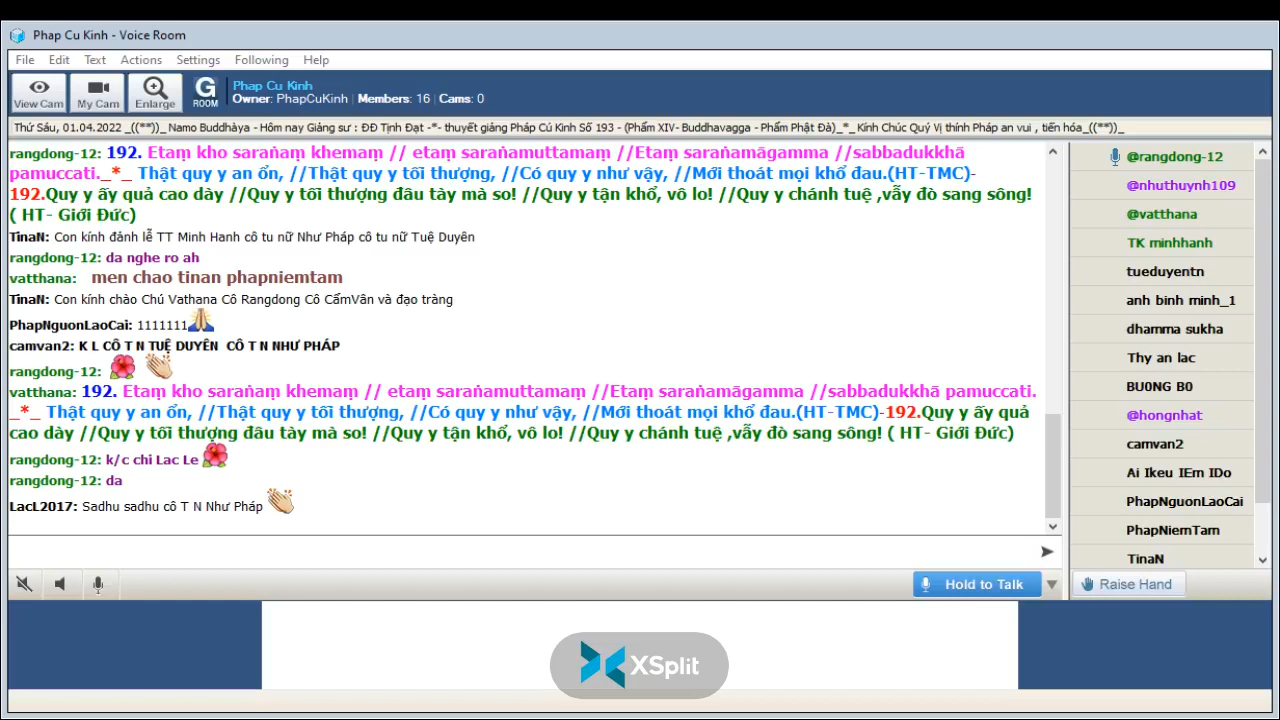 Phap Cu Kinh - Voice Room
File Edit Text Actions Settings Following Help
View Cam My Cam Enlarge G ROOM
Phap Cu Kinh
Owner: PhapCuKinh | Members: 16 | Cams: 0
Thứ Sáu, 01.04.2022 _((**))_ Namo Buddhàya - Hôm nay Giảng sư : ĐĐ Tịnh Đạt -*- thuyết giảng Pháp Cú Kinh Số 193 - (Phẩm XIV- Buddhavagga - Phẩm Phật Đà)_*_ Kính Chúc Quý Vị thính Pháp an vui , tiến hóa_((**))_
rangdong-12: 192. Etaṃ kho saraṅaṃ khemaṃ // etaṃ saraṅamuttamaṃ //Etaṃ saraṅamāgamma //sabbadukkhā
pamuccati._*_ Thật quy y an ổn, //Thật quy y tối thượng, //Có quy y như vậy, //Mới thoát mọi khổ đau.(HT-TMC)-
192.Quy y ấy quả cao dày //Quy y tối thượng đâu tày mà so! //Quy y tận khổ, vô lo! //Quy y chánh tuệ ,vẫy đò sang sông!
( HT- Giới Đức)
TinaN: Con kính đảnh lễ TT Minh Hanh cô tu nữ Như Pháp cô tu nữ Tuệ Duyên
rangdong-12: da nghe ro ah
vatthana: men chao tinan phapniemtam
TinaN: Con kính chào Chú Vathana Cô Rangdong Cô CẩmVân và đạo tràng
PhapNguonLaoCai: 1111111
camvan2: K L CÔ T N TUỆ DUYÊN CÔ T N NHƯ PHÁP
rangdong-12:
vatthana: 192. Etaṃ kho saraṅaṃ khemaṃ // etaṃ saraṅamuttamaṃ //Etaṃ saraṅamāgamma //sabbadukkhā pamuccati.
_*_ Thật quy y an ổn, //Thật quy y tối thượng, //Có quy y như vậy, //Mới thoát mọi khổ đau.(HT-TMC)-192.Quy y ấy quả
cao dày //Quy y tối thượng đâu tày mà so! //Quy y tận khổ, vô lo! //Quy y chánh tuệ ,vẫy đò sang sông! ( HT- Giới Đức)
rangdong-12: k/c chi Lac Le
rangdong-12: da
LacL2017: Sadhu sadhu cô T N Như Pháp
@rangdong-12
@nhuthuynh109
@vatthana
TK minhhanh
tueduyentn
anh binh minh_1
dhamma sukha
Thy an lac
BU0NG B0
@hongnhat
camvan2
Ai Ikeu IEm IDo
PhapNguonLaoCai
PhapNiemTam
TinaN
Hold to Talk
Raise Hand
XSplit